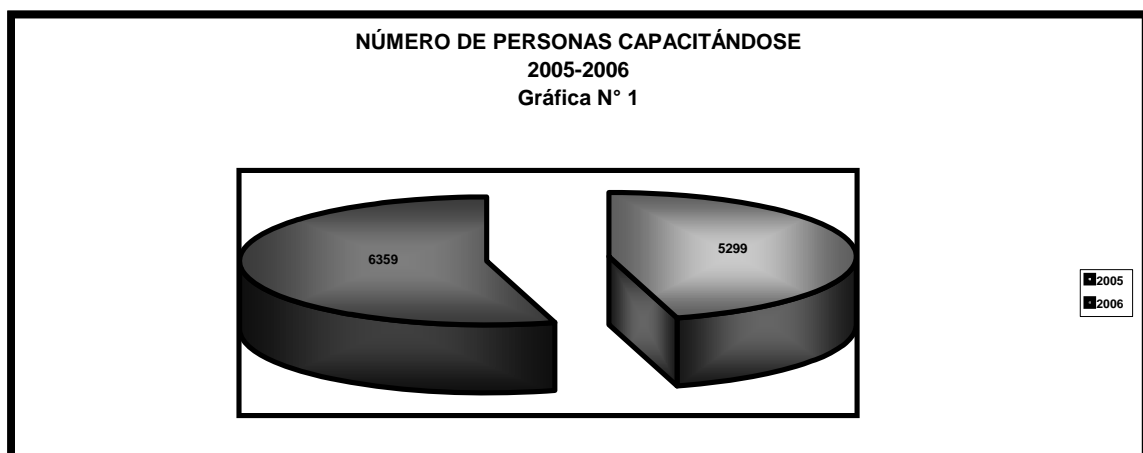 NÚMERO DE PERSONAS CAPACITÁNDOSE
2005-2006
Gráfica N° 1
6359
5299
2005
2006